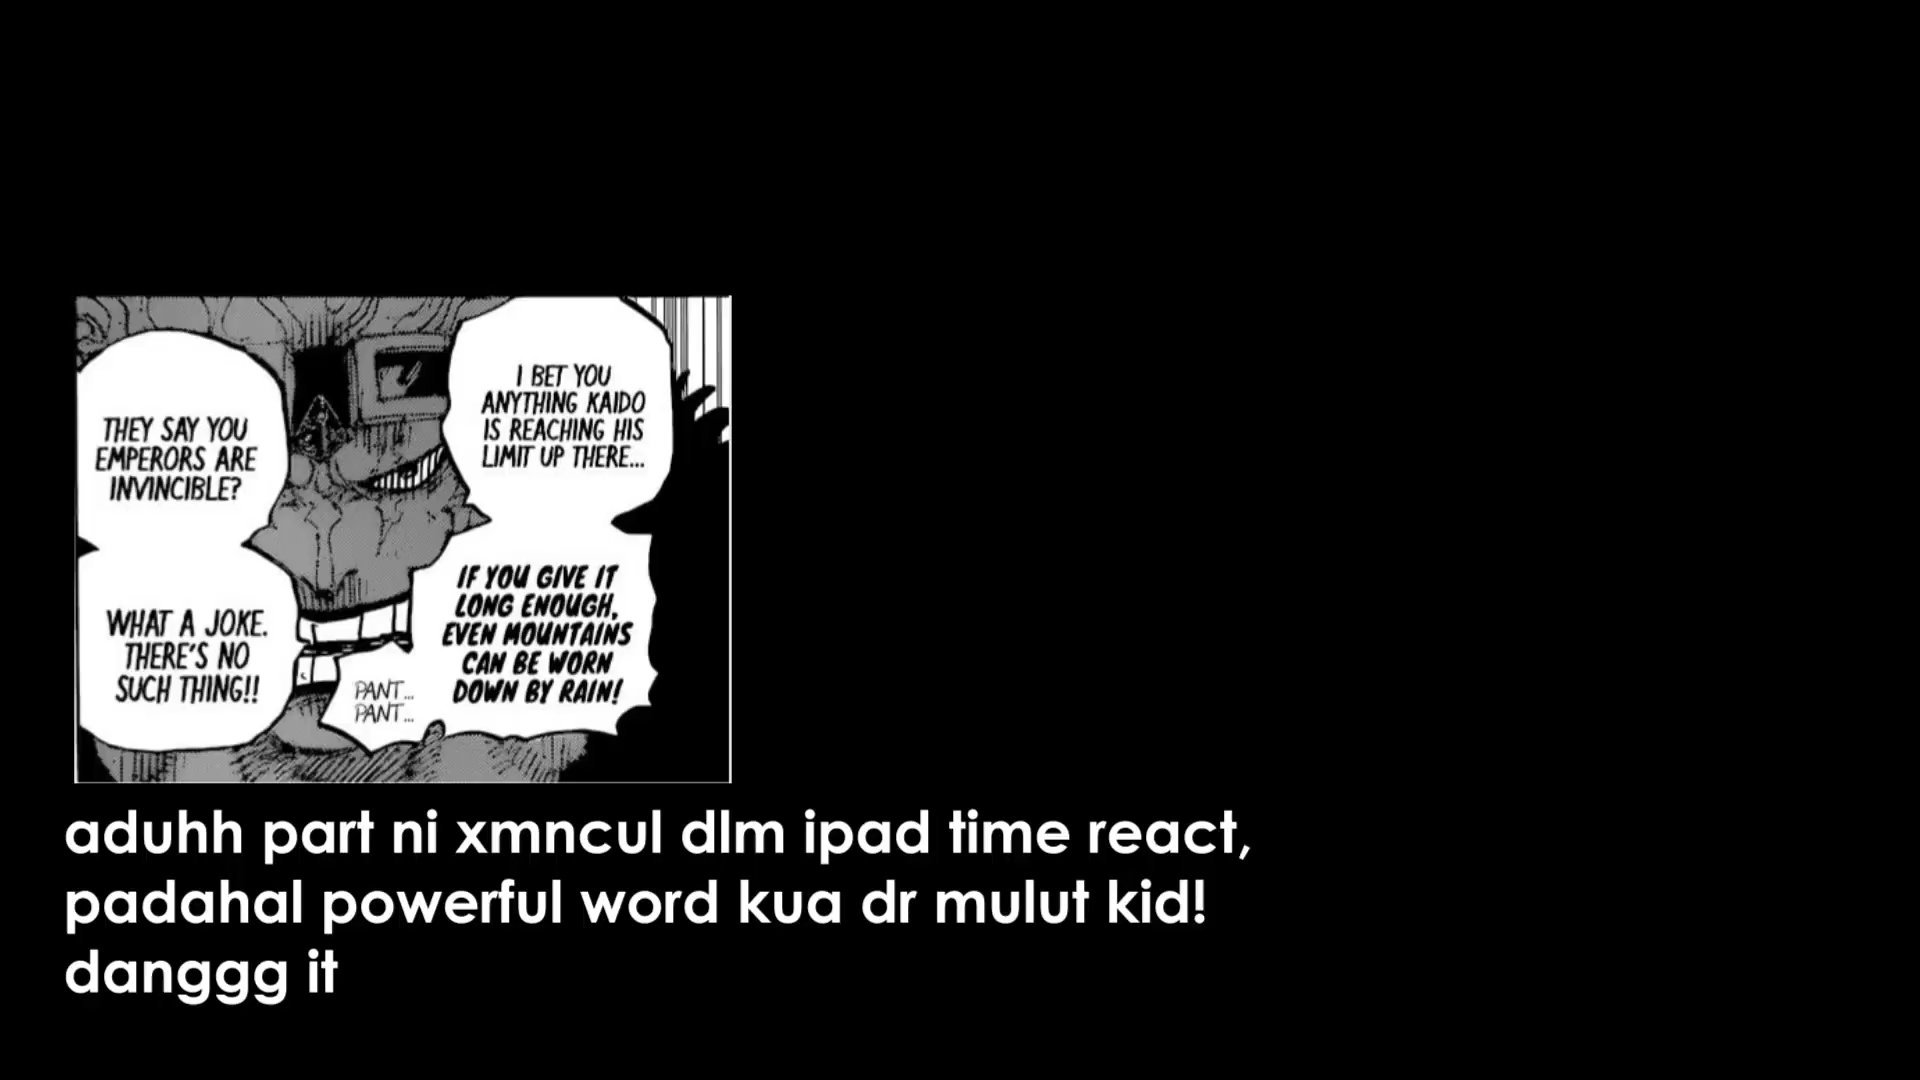 I BET YOU
ANYTHING KAIDO
IS REACHING HIS
LIMIT UP THERE...
IF YOU GIVE IT
LONG ENOUGH,
EVEN MOUNTAINS
CAN BE WORN
DOWN BY RAIN!
PANT...
PANT...
THEY SAY YOU
EMPERORS ARE
INVINCIBLE?
WHAT A JOKE.
THERE'S NO
SUCH THING!!
aduhh part ni xmncul dlm ipad time react,
padahal powerful word kua dr mulut kid!
danggg it